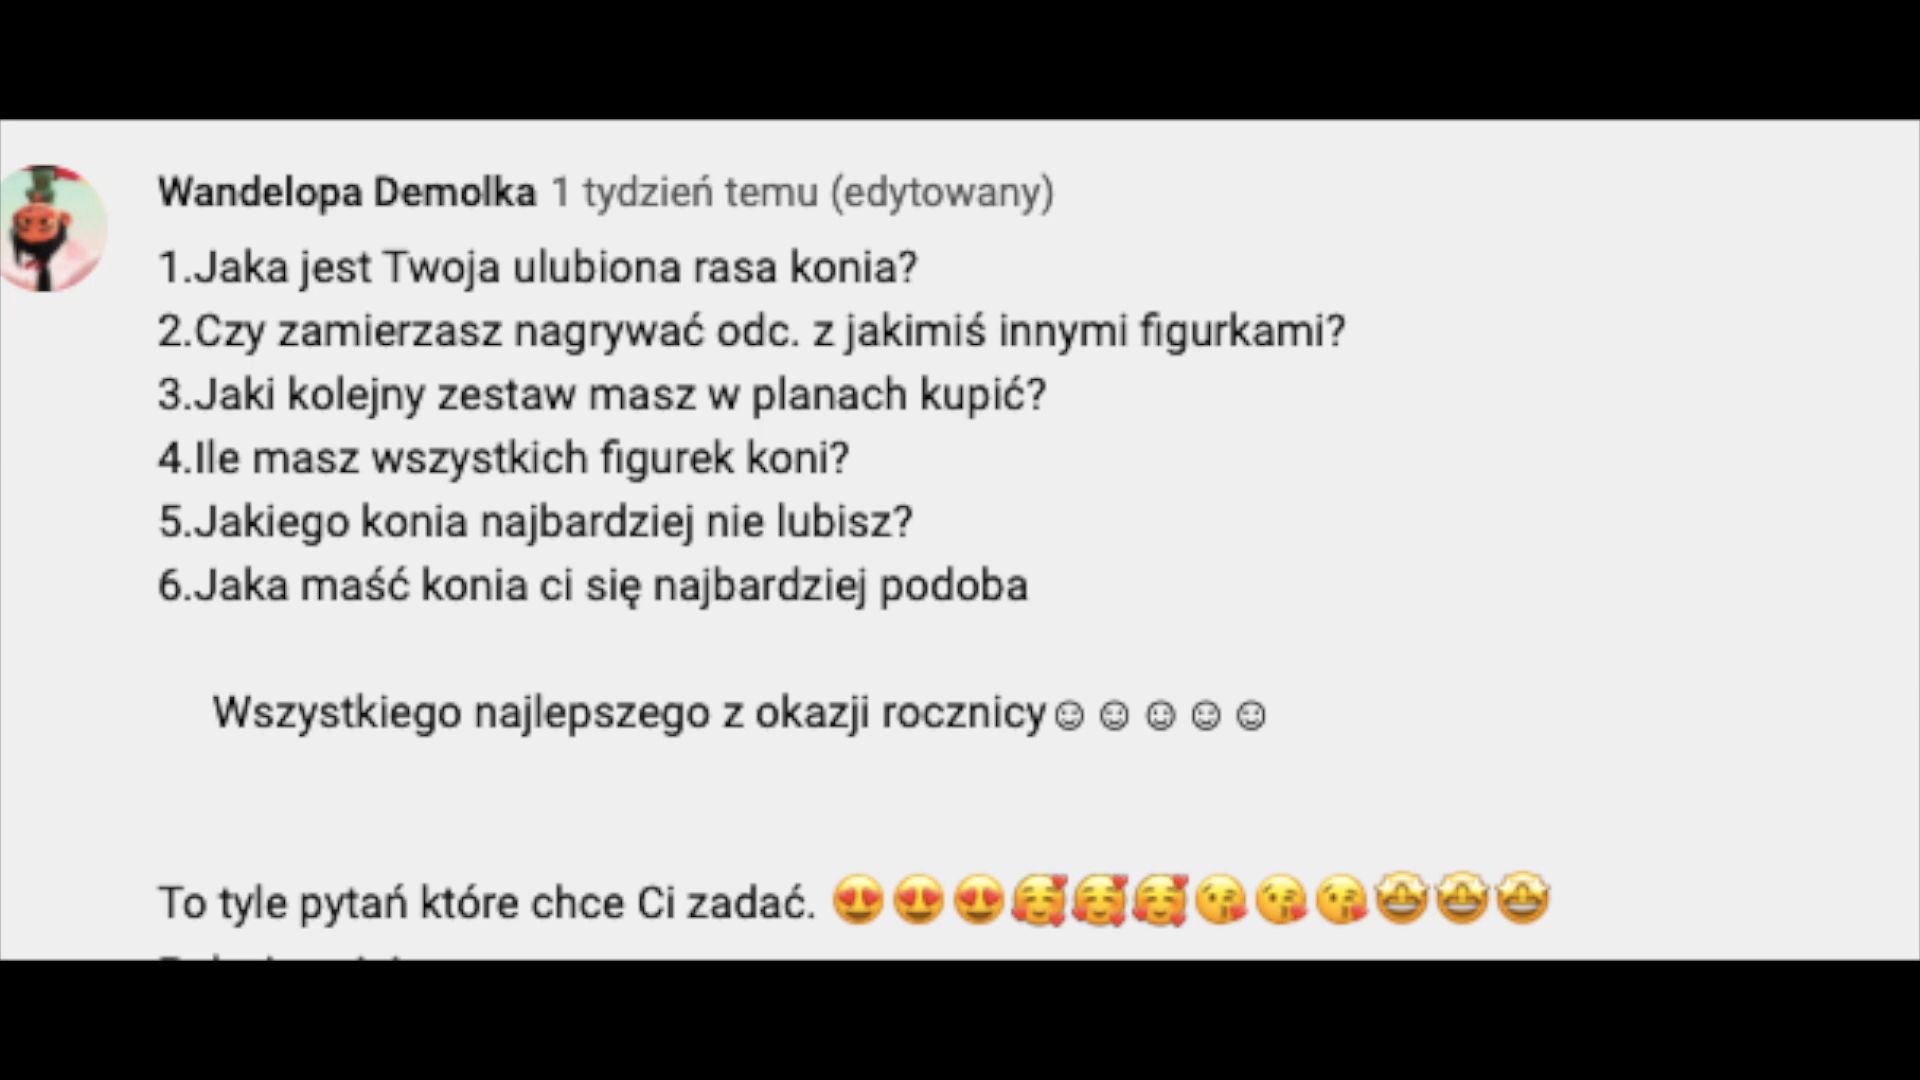 Wandelopa Demolka 1 tydzień temu (edytowany)
1.Jaka jest Twoja ulubiona rasa konia?
2.Czy zamierzasz nagrywać odc. z jakimiś innymi figurkami?
3.Jaki kolejny zestaw masz w planach kupić?
4.Ile masz wszystkich figurek koni?
5.Jakiego konia najbardziej nie lubisz?
6.Jaka maść konia ci się najbardziej podoba
Wszystkiego najlepszego z okazji rocznicy☺☺☺☺☺
To tyle pytań które chce Ci zadać. 😍😍😍🥰🥰🥰😘😘😘🤩🤩🤩